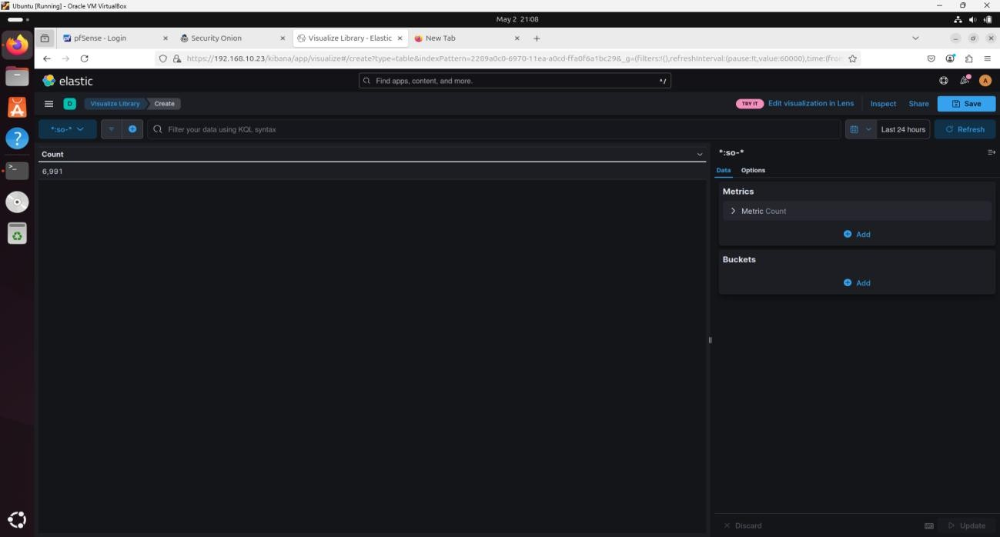 Ubuntu [Running] - Oracle VM VirtualBox
May 2 21:08
pfSense - Login
Security Onion
Visualize Library - Elastic
New Tab
https://192.168.10.23/kibana/app/visualize#/create?type=table&indexPattern=2289a0c0-6970-11ea-a0cd-ffa0f6a1bc29&_g=(filters:!(),refreshInterval:(pause:!t,value:60000),time:(fron
elastic
Find apps, content, and more.
^/
A
D
Visualize Library
Create
TRY IT
Edit visualization in Lens
Inspect
Share
Save
*:so-*
Filter your data using KQL syntax
Last 24 hours
Refresh
Count
6,991
*:so-*
Data
Options
Metrics
Metric Count
Add
Buckets
Add
Discard
Update